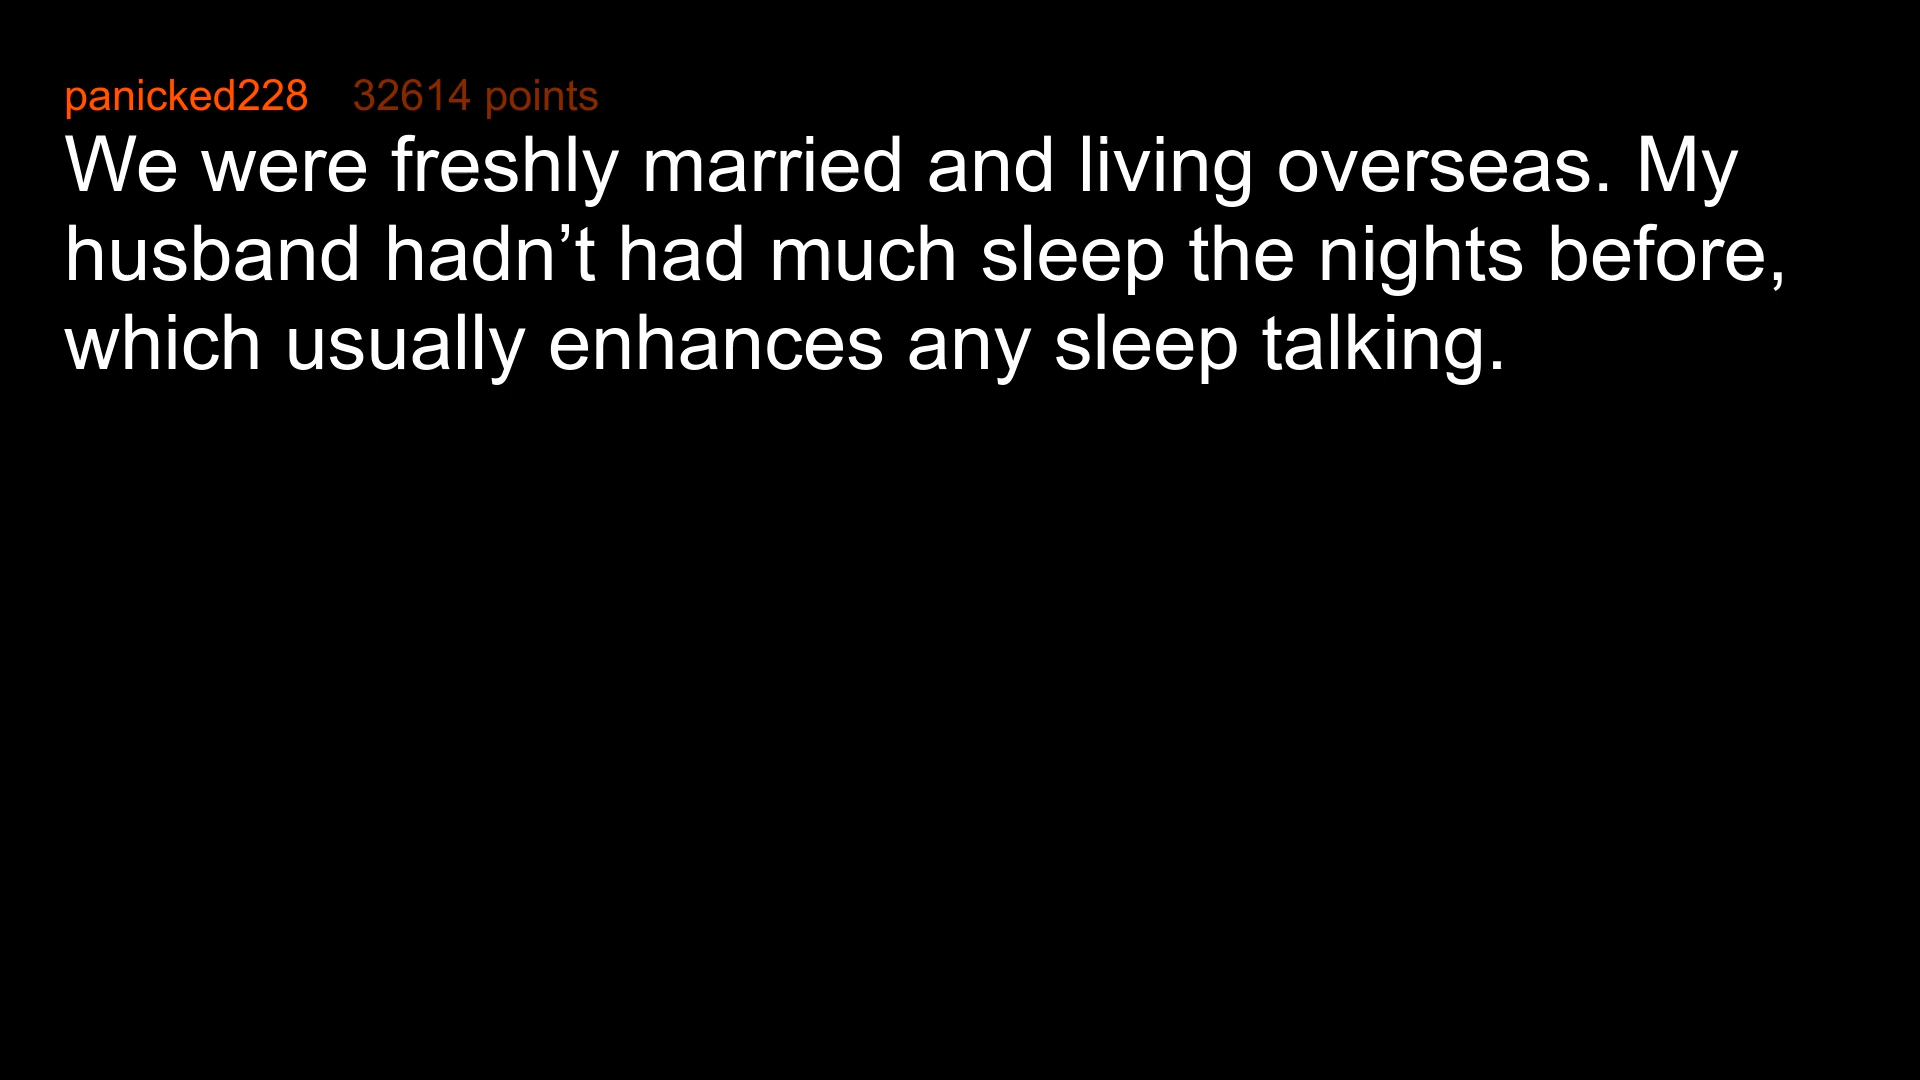 panicked228 32614 points
We were freshly married and living overseas. My
husband hadn’t had much sleep the nights before,
which usually enhances any sleep talking.